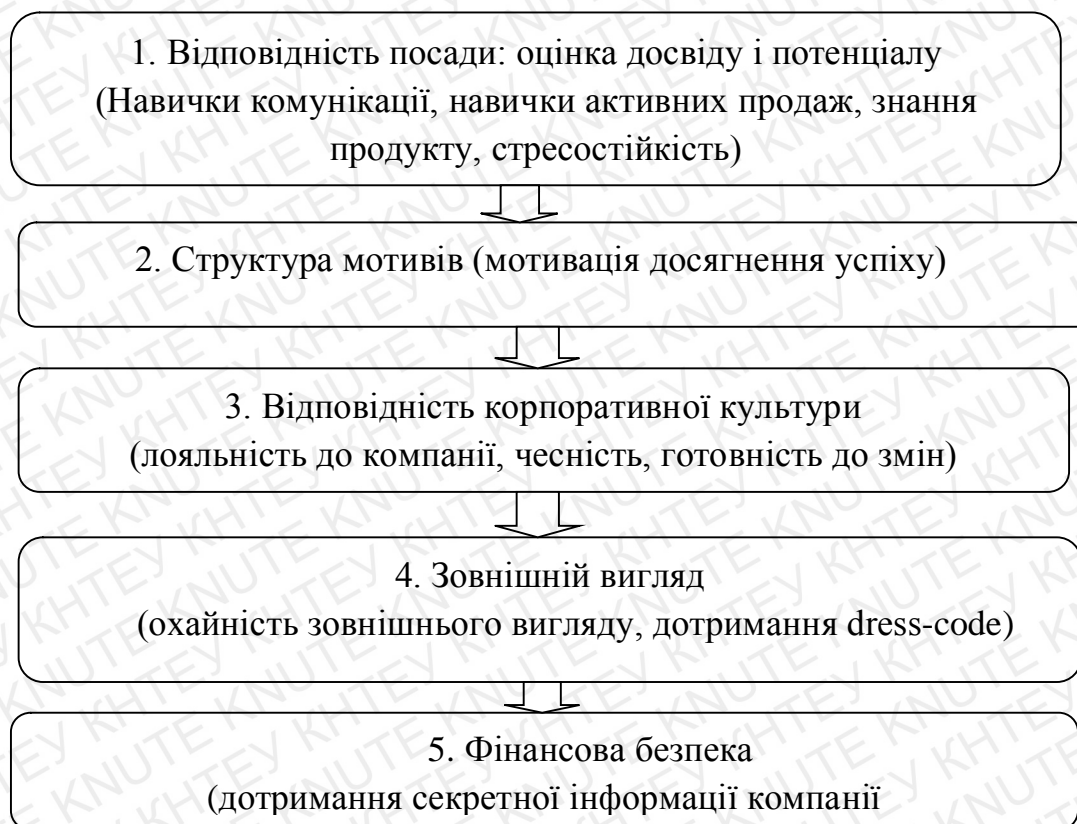 1. Відповідність посади: оцінка досвіду і потенціалу
(Навички комунікації, навички активних продаж, знання
продукту, стресостійкість)
2. Структура мотивів (мотивація досягнення успіху)
3. Відповідність корпоративної культури
(лояльність до компанії, чесність, готовність до змін)
4. Зовнішній вигляд
(охайність зовнішнього вигляду, дотримання dress-code)
5. Фінансова безпека
(дотримання секретної інформації компанії